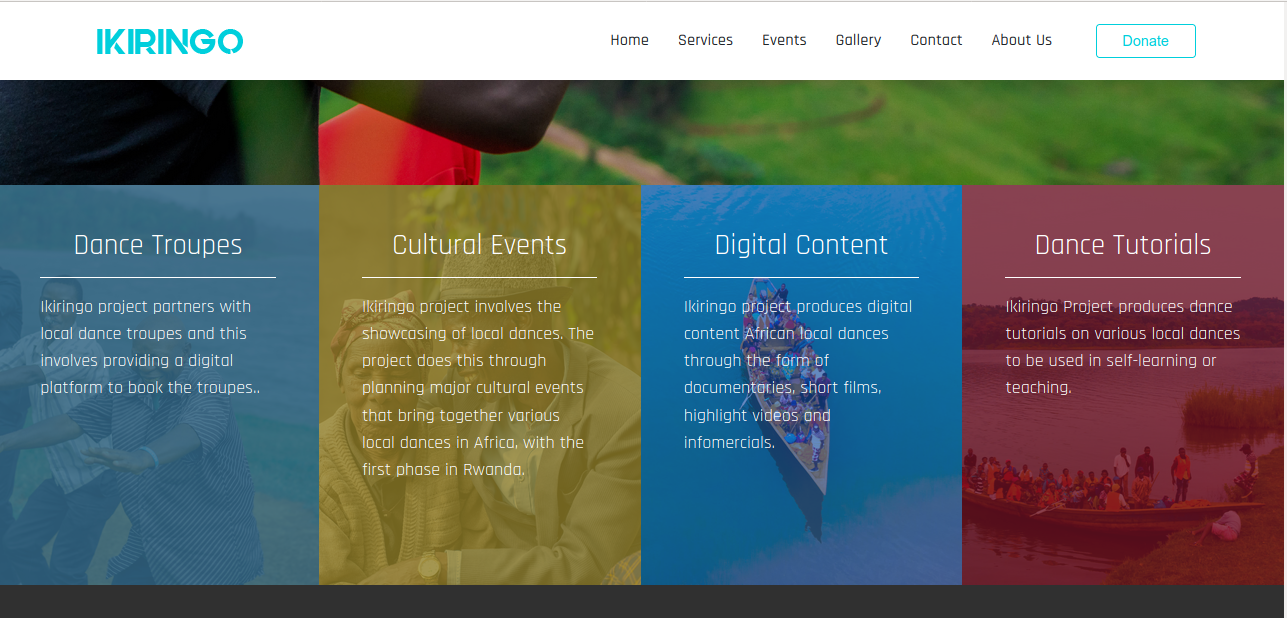 IKIRINGO
Home Services Events Gallery Contact About Us Donate
Dance Troupes
Ikiringo project partners with
local dance troupes and this
involves providing a digital
platform to book the troupes..
Cultural Events
Ikiringo project involves the
showcasing of local dances. The
project does this through
planning major cultural events
that bring together various
local dances in Africa, with the
first phase in Rwanda.
Digital Content
Ikiringo project produces digital
content African local dances
through the form of
documentaries, short films,
highlight videos and
infomercials.
Dance Tutorials
Ikiringo Project produces dance
tutorials on various local dances
to be used in self-learning or
teaching.